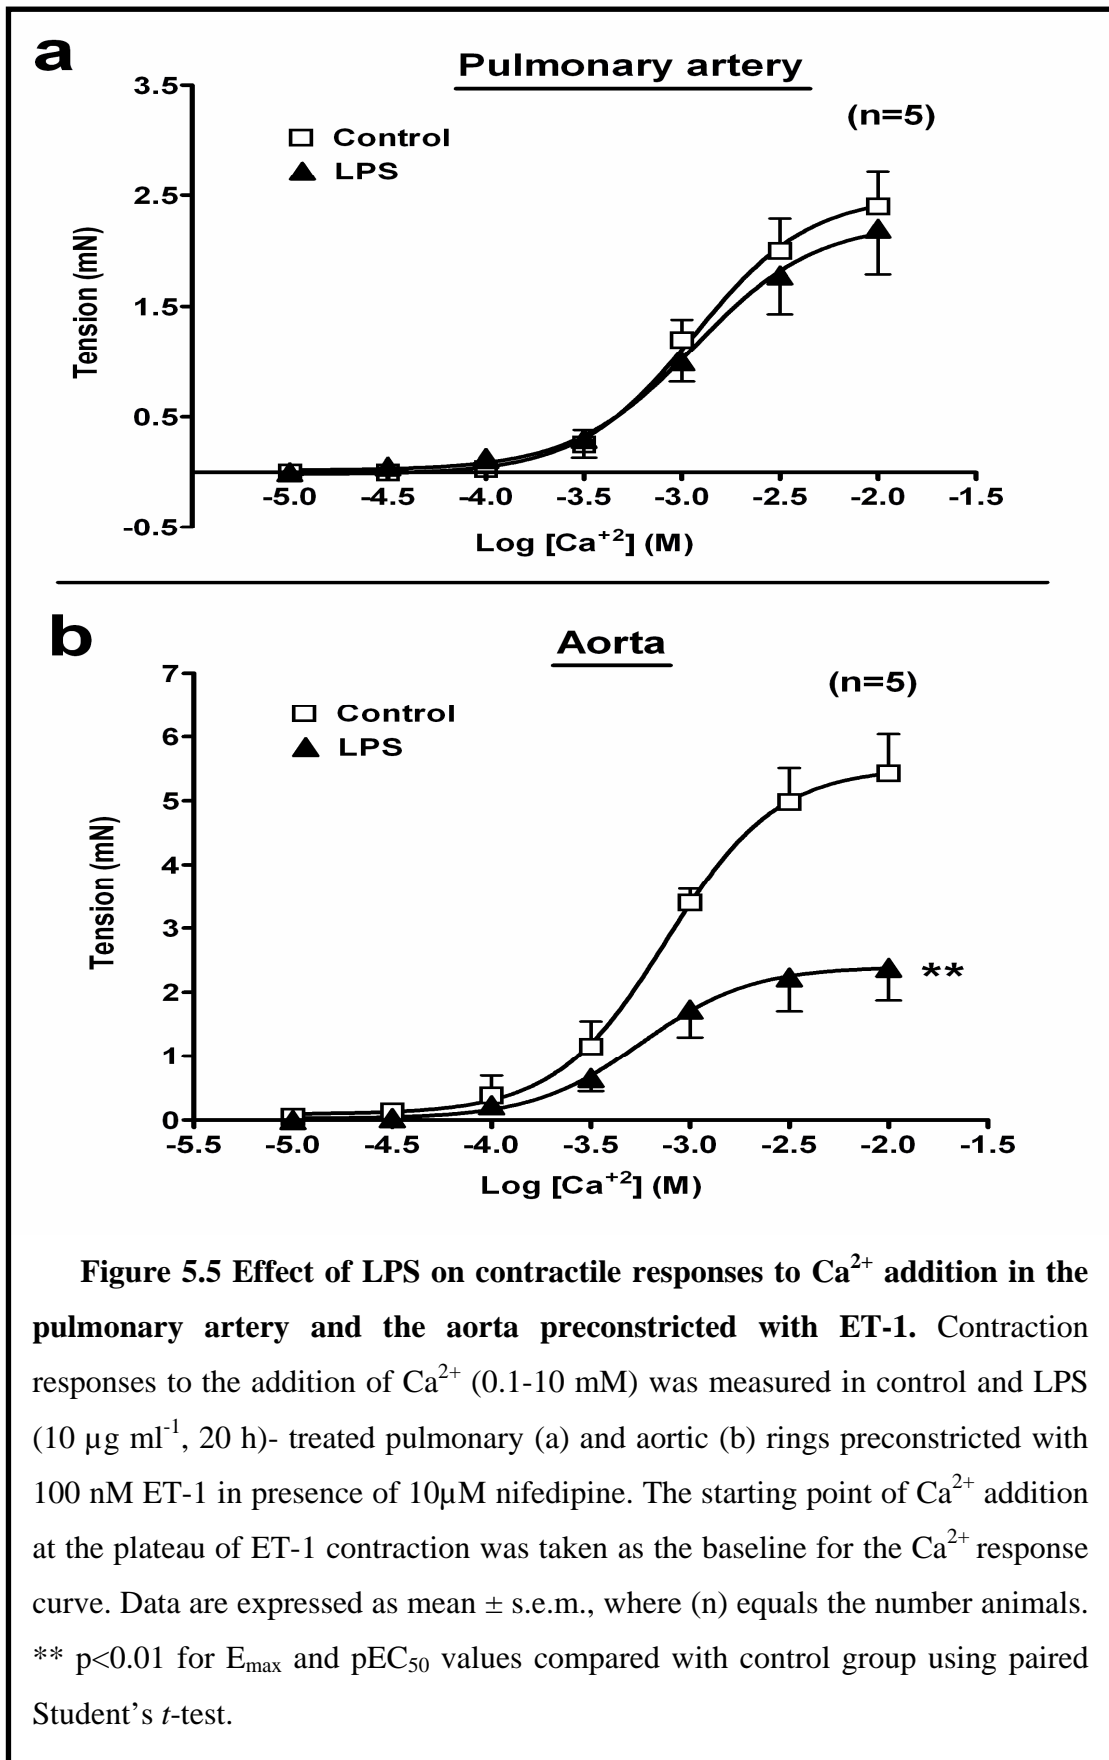 a
Pulmonary artery
(n=5)
Control
LPS
3.5
2.5
1.5
0.5
-0.5
Tension (mN)
-5.0 -4.5 -4.0 -3.5 -3.0 -2.5 -2.0 -1.5
Log [Ca⁺²] (M)
b
Aorta
(n=5)
Control
LPS
7
6
5
4
3
2
1
0
Tension (mN)
**
-5.5 -5.0 -4.5 -4.0 -3.5 -3.0 -2.5 -2.0 -1.5
Log [Ca⁺²] (M)
Figure 5.5 Effect of LPS on contractile responses to Ca²⁺ addition in the
pulmonary artery and the aorta preconstricted with ET-1. Contraction
responses to the addition of Ca²⁺ (0.1-10 mM) was measured in control and LPS
(10 µg ml⁻¹, 20 h)- treated pulmonary (a) and aortic (b) rings preconstricted with
100 nM ET-1 in presence of 10µM nifedipine. The starting point of Ca²⁺ addition
at the plateau of ET-1 contraction was taken as the baseline for the Ca²⁺ response
curve. Data are expressed as mean ± s.e.m., where (n) equals the number animals.
** p<0.01 for Eₘₐₓ and pEC₅₀ values compared with control group using paired
Student’s t-test.